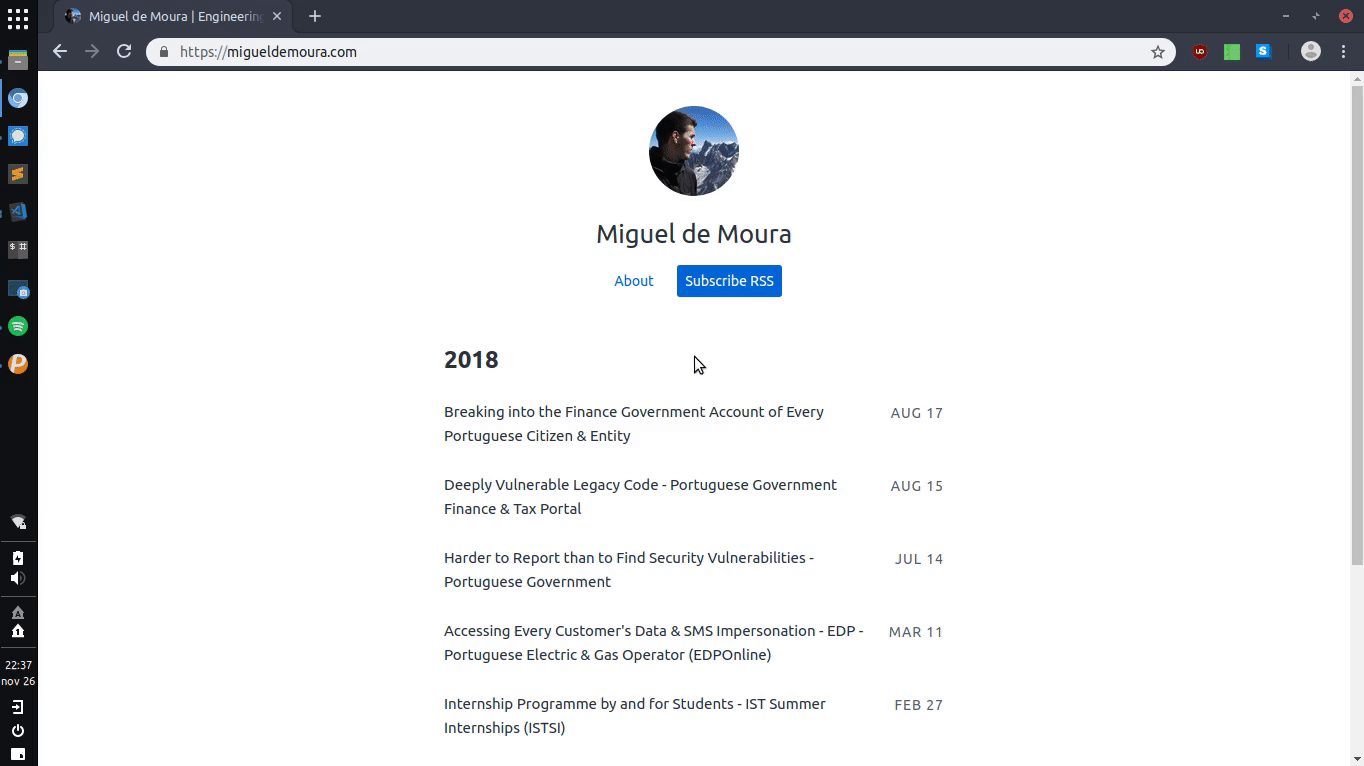 Miguel de Moura | Engineering
https://migueldemoura.com
Miguel de Moura
About
Subscribe RSS
2018
Breaking into the Finance Government Account of Every
Portuguese Citizen & Entity
AUG 17
Deeply Vulnerable Legacy Code - Portuguese Government
Finance & Tax Portal
AUG 15
Harder to Report than to Find Security Vulnerabilities -
Portuguese Government
JUL 14
Accessing Every Customer's Data & SMS Impersonation - EDP -
Portuguese Electric & Gas Operator (EDPOnline)
MAR 11
Internship Programme by and for Students - IST Summer
Internships (ISTSI)
FEB 27
22:37
nov 26